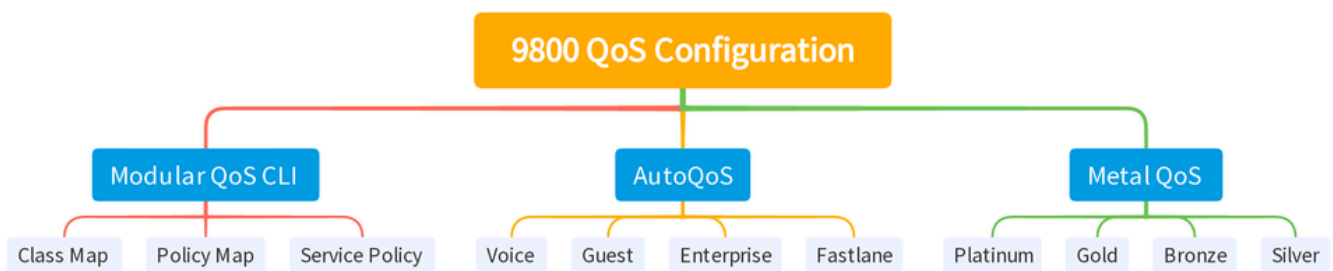 9800 QoS Configuration
Modular QoS CLI
AutoQoS
Metal QoS
Class Map
Policy Map
Service Policy
Voice
Guest
Enterprise
Fastlane
Platinum
Gold
Bronze
Silver